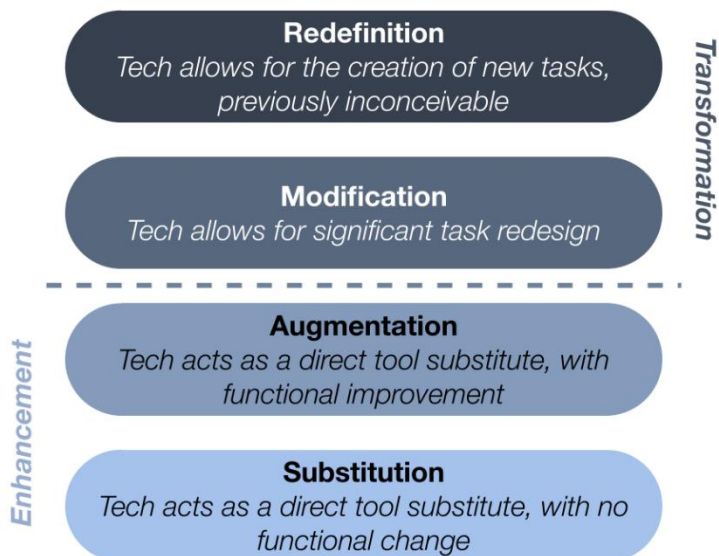 Redefinition
Tech allows for the creation of new tasks,
previously inconceivable
Transformation
Modification
Tech allows for significant task redesign
Augmentation
Tech acts as a direct tool substitute, with
functional improvement
Enhancement
Substitution
Tech acts as a direct tool substitute, with no
functional change